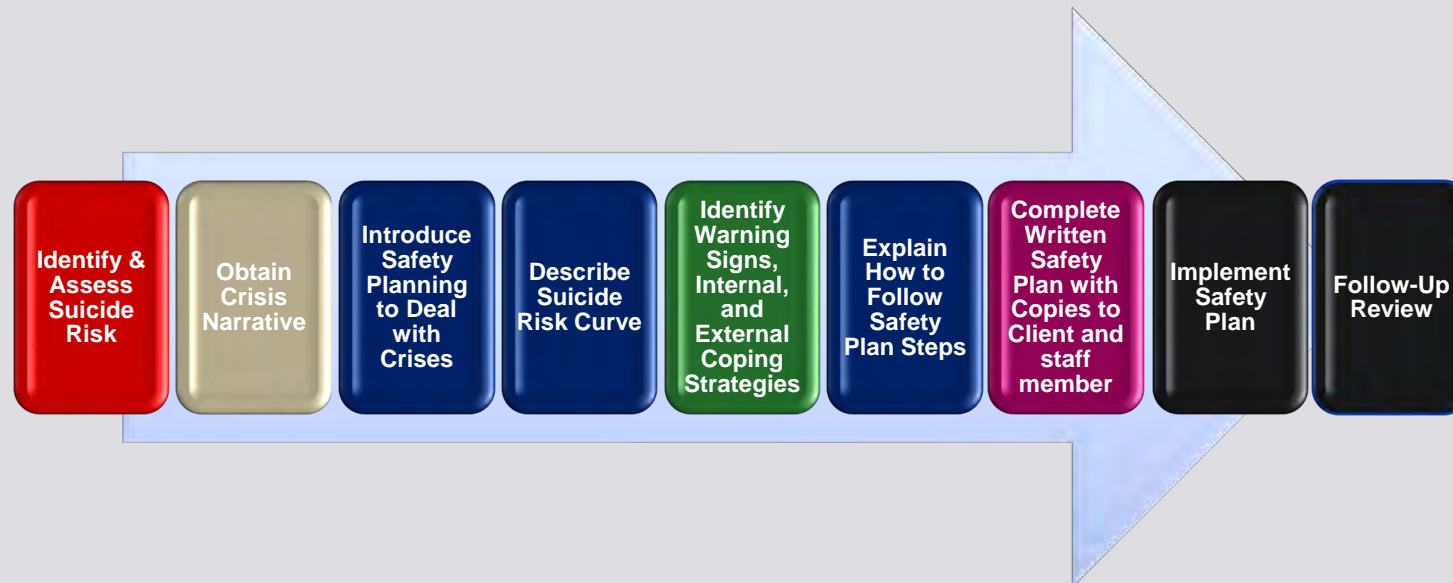 Identify &
Assess
Suicide
Risk
Obtain
Crisis
Narrative
Introduce
Safety
Planning
to Deal
with
Crises
Describe
Suicide
Risk Curve
Identify
Warning
Signs,
Internal,
and
External
Coping
Strategies
Explain
How to
Follow
Safety
Plan Steps
Complete
Written
Safety
Plan with
Copies to
Client and
staff
member
Implement
Safety
Plan
Follow-Up
Review